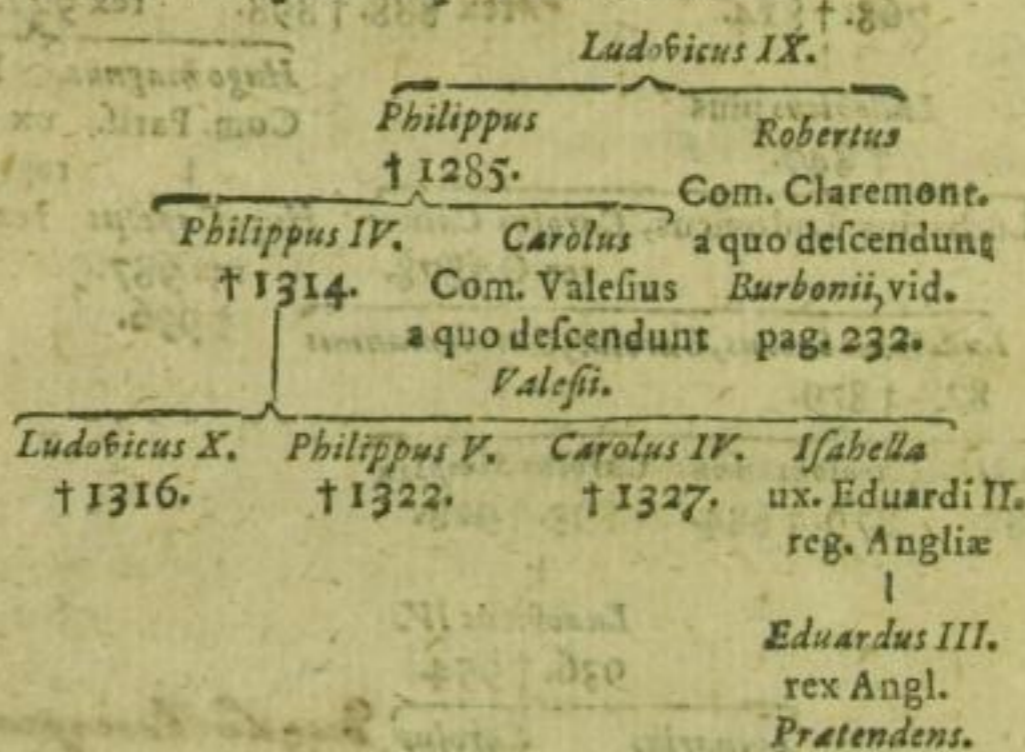 Ludovicus IX.
Philippus
† 1285.
Robertus
Com. Claremont.
a quo deſcendunt
Burbonii, vid.
pag. 232.
Philippus IV.
† 1314.
Carolus
Com. Valeſius
a quo deſcendunt
Valeſii.
Ludovicus X.
† 1316.
Philippus V.
† 1322.
Carolus IV.
† 1327.
Iſabella
ux. Eduardi II.
reg. Angliæ
Eduardus III.
rex Angl.
Prætendens.